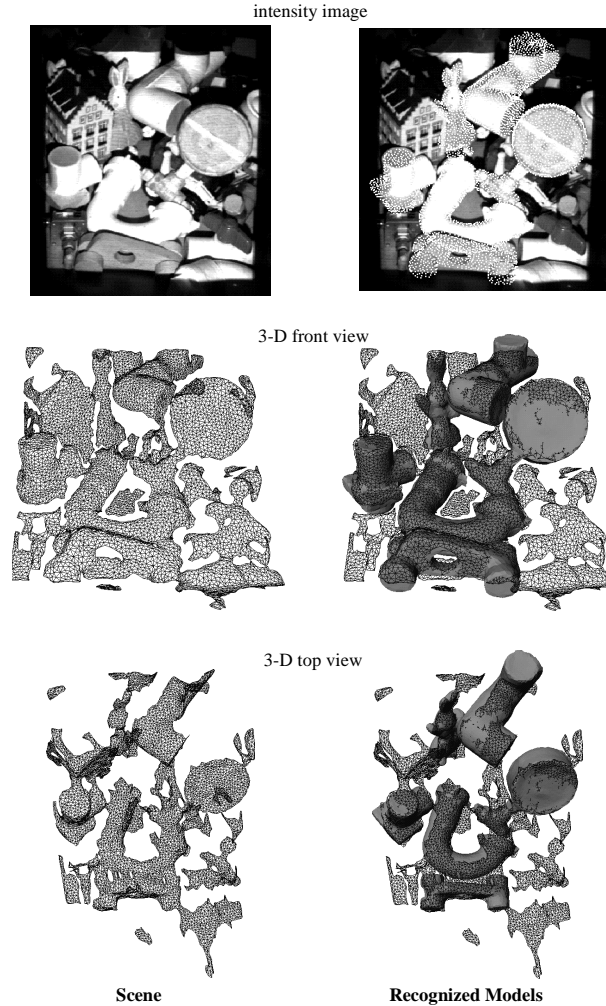 intensity image
3-D front view
3-D top view
Scene
Recognized Models